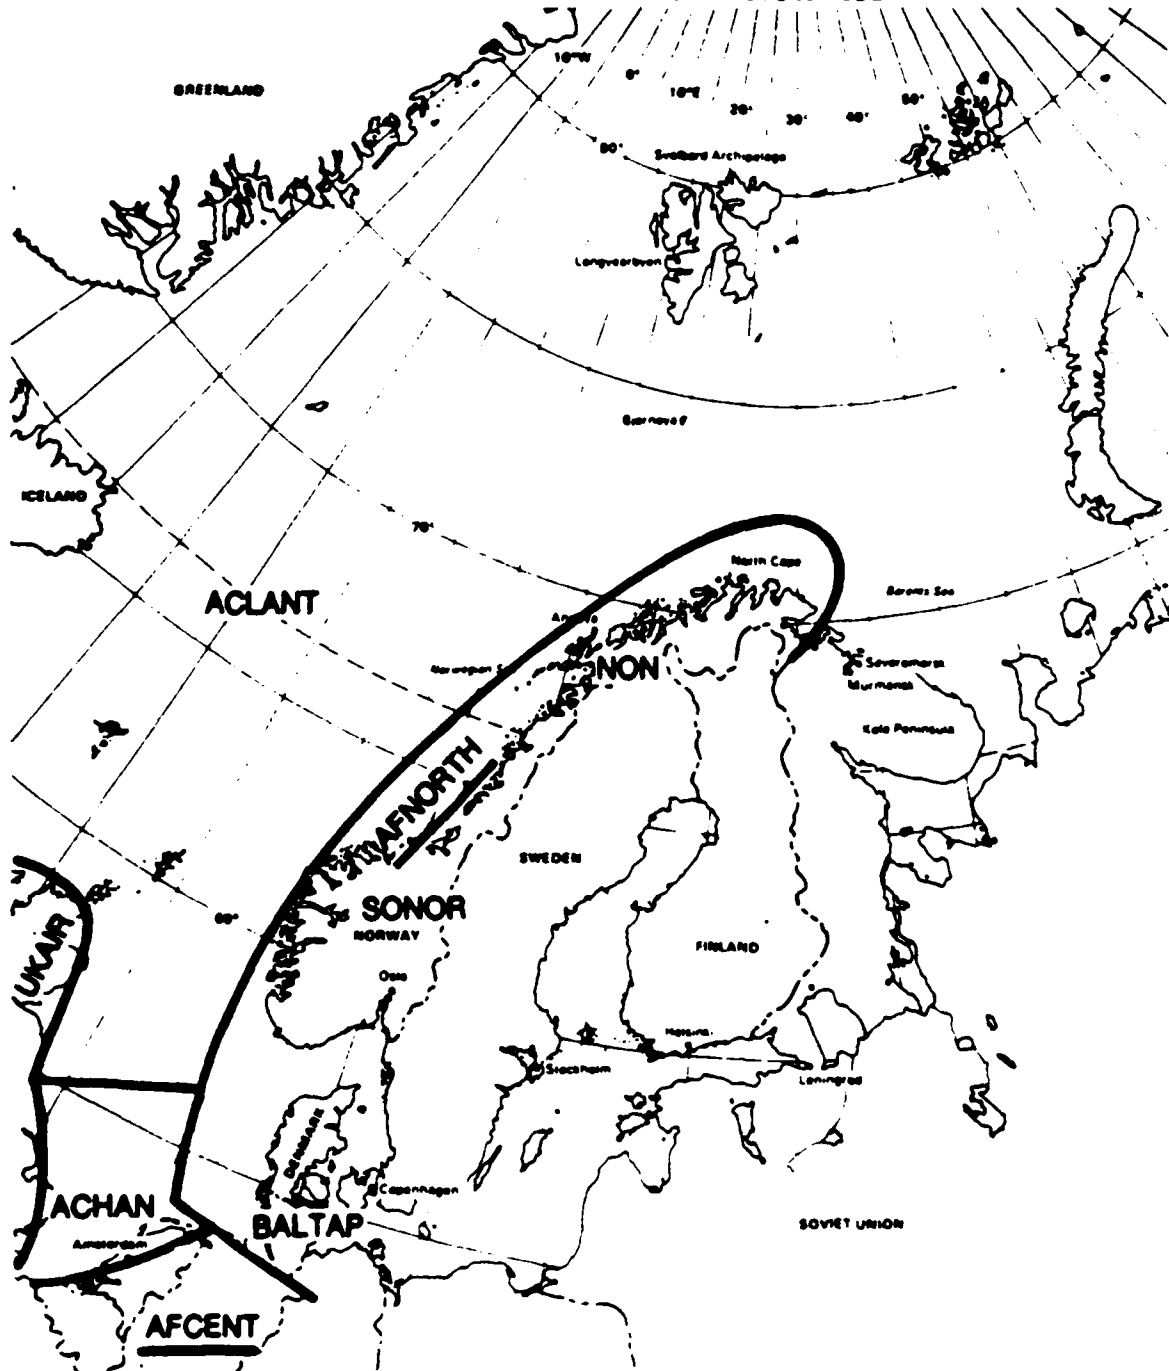 10°W
0°
10°E
20°
30°
40°
50°
GREENLAND
80°
Svalbard Archipelago
Longyearbyen
ICELAND
70°
North Cape
Barents Sea
ACLANT
Norwegian
NON
Severomorsk
Murmansk
Kola Peninsula
AFNORTH
SWEDEN
SONOR
60°
NORWAY
FINLAND
UKAIR
Oslo
Stockholm
Leningrad
DENMARK
Copenhagen
ACHAN
BALTAP
Amsterdam
SOVIET UNION
AFCENT